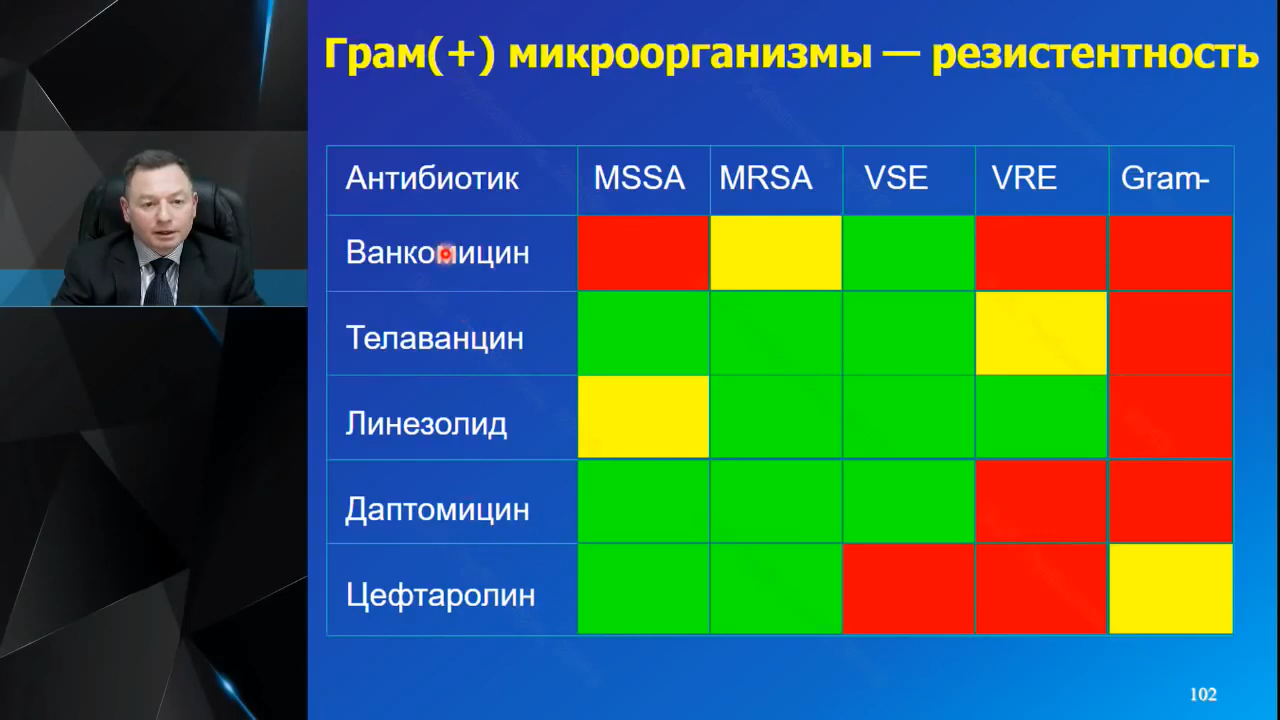 Грам(+) микроорганизмы — резистентность
Антибиотик MSSA MRSA VSE VRE Gram-
Ванкомицин
Телаванцин
Линезолид
Даптомицин
Цефтаролин
102